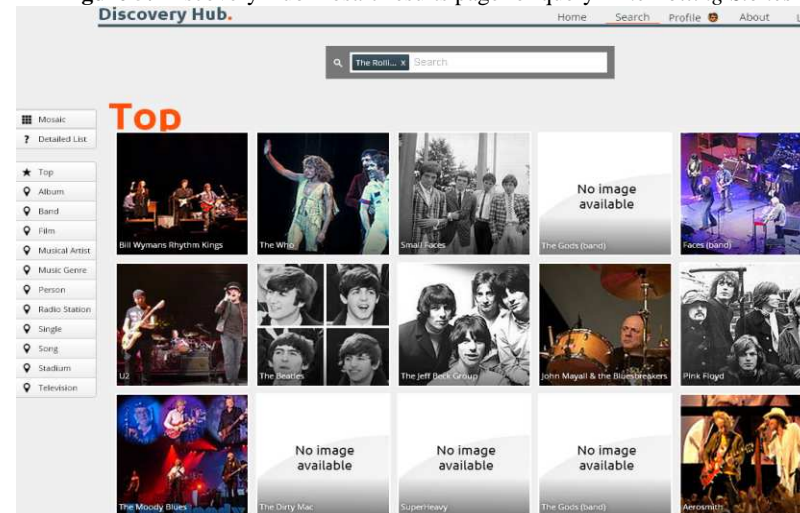 Discovery Hub.
Home Search Profile About
The Rolli... x Search
Mosaic
? Detailed List
Top
Album
Band
Film
Musical Artist
Music Genre
Person
Radio Station
Single
Song
Stadium
Television
Top
Bill Wymans Rhythm Kings
The Who
Small Faces
No image
available
The Gods (band)
Faces (band)
U2
The Beatles
The Jeff Beck Group
John Mayall & the Bluesbreakers
Pink Floyd
The Moody Blues
No image
available
The Dirty Mac
No image
available
SuperHeavy
No image
available
The Gods (band)
Aerosmith